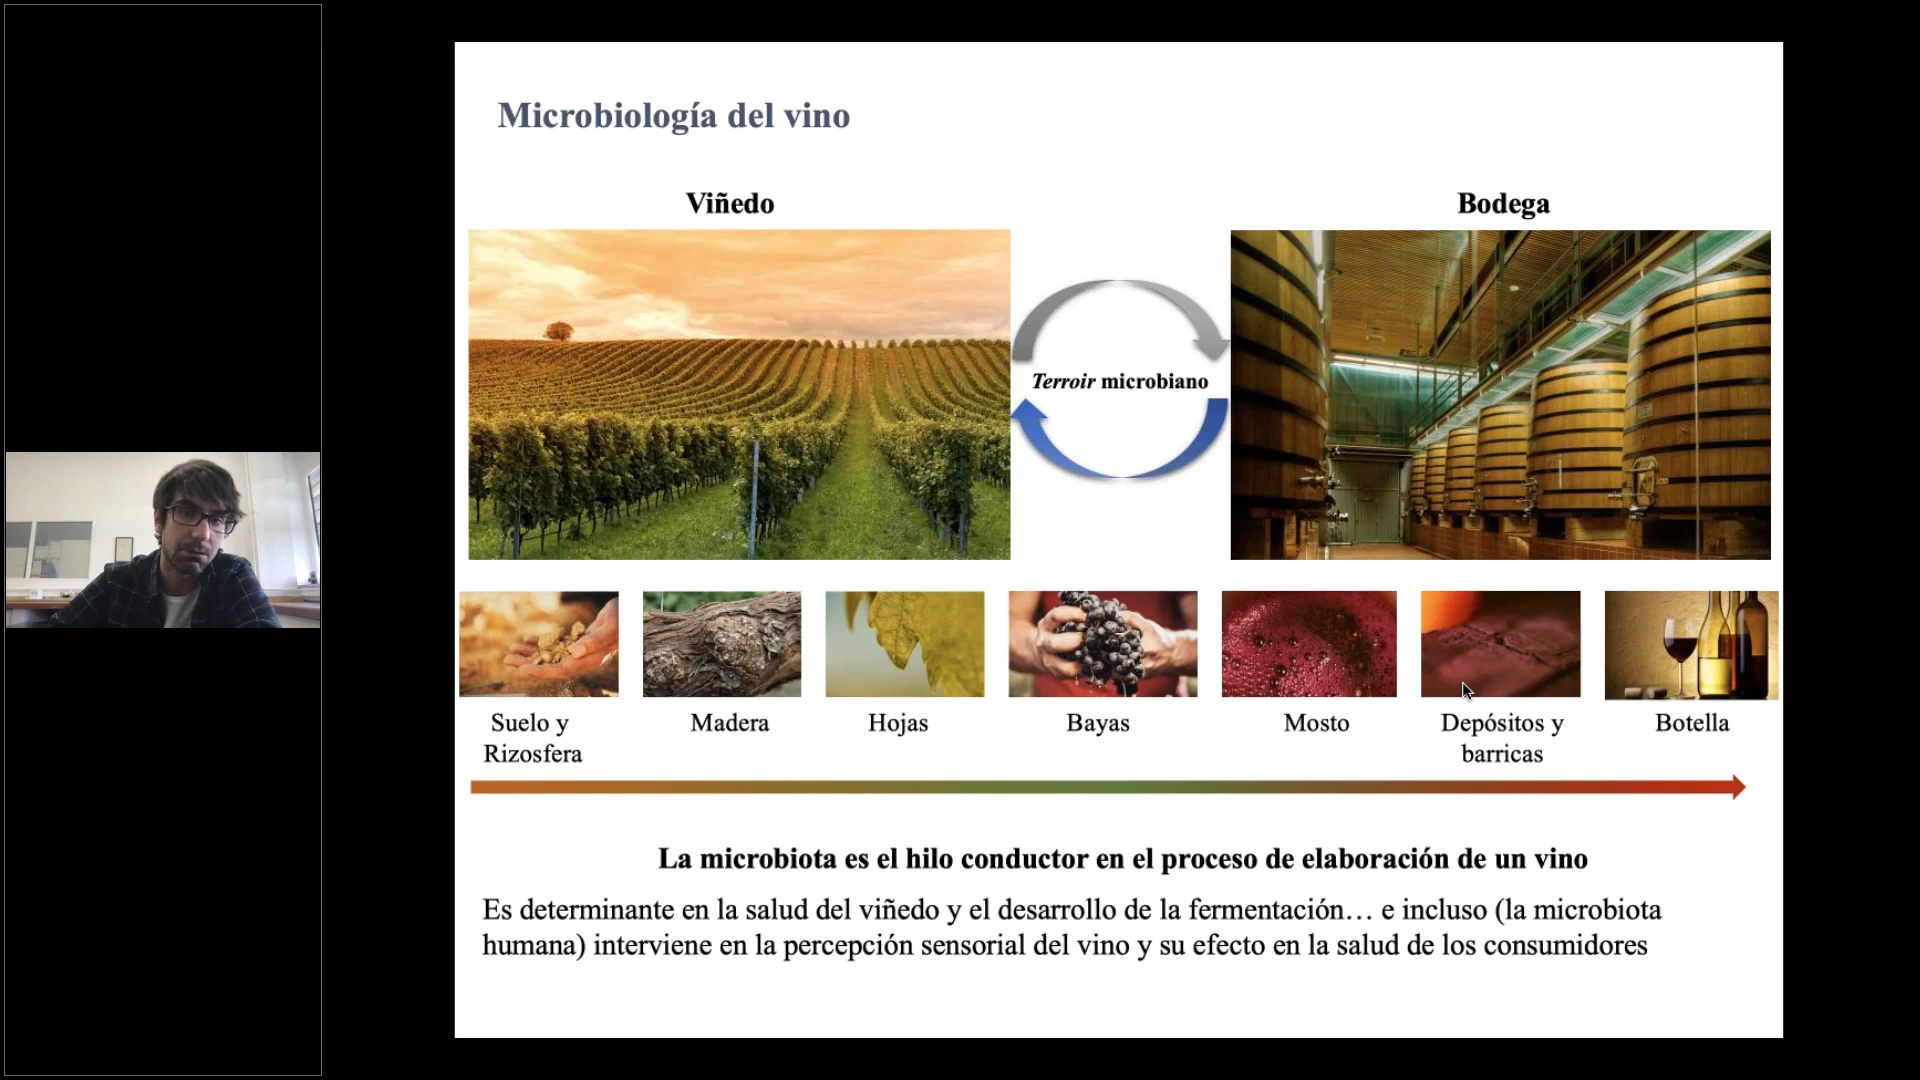 Microbiología del vino
Viñedo
Bodega
Terroir microbiano
Suelo y
Rizosfera
Madera
Hojas
Bayas
Mosto
Depósitos y
barricas
Botella
La microbiota es el hilo conductor en el proceso de elaboración de un vino
Es determinante en la salud del viñedo y el desarrollo de la fermentación… e incluso (la microbiota
humana) interviene en la percepción sensorial del vino y su efecto en la salud de los consumidores